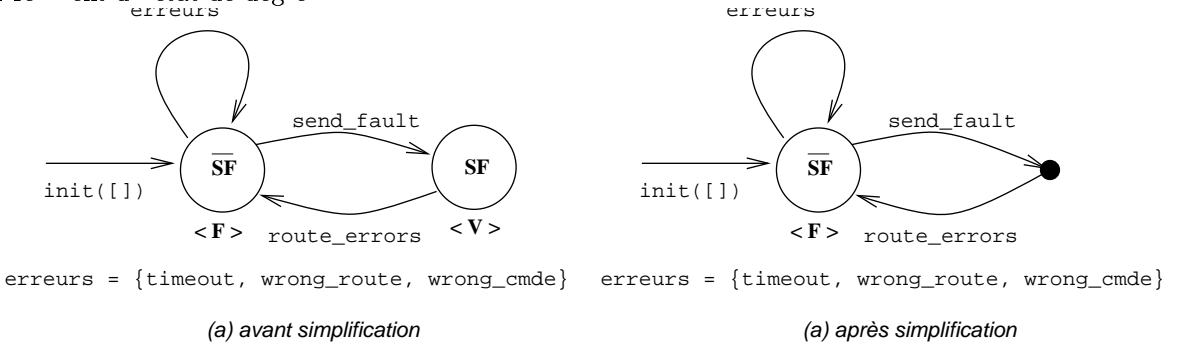 erreurs erreurs
send_fault send_fault
SF SF SF
init([]) init([])
< F > < V > < F >
route_errors route_errors
erreurs = {timeout, wrong_route, wrong_cmde} erreurs = {timeout, wrong_route, wrong_cmde}
(a) avant simplification (a) après simplification